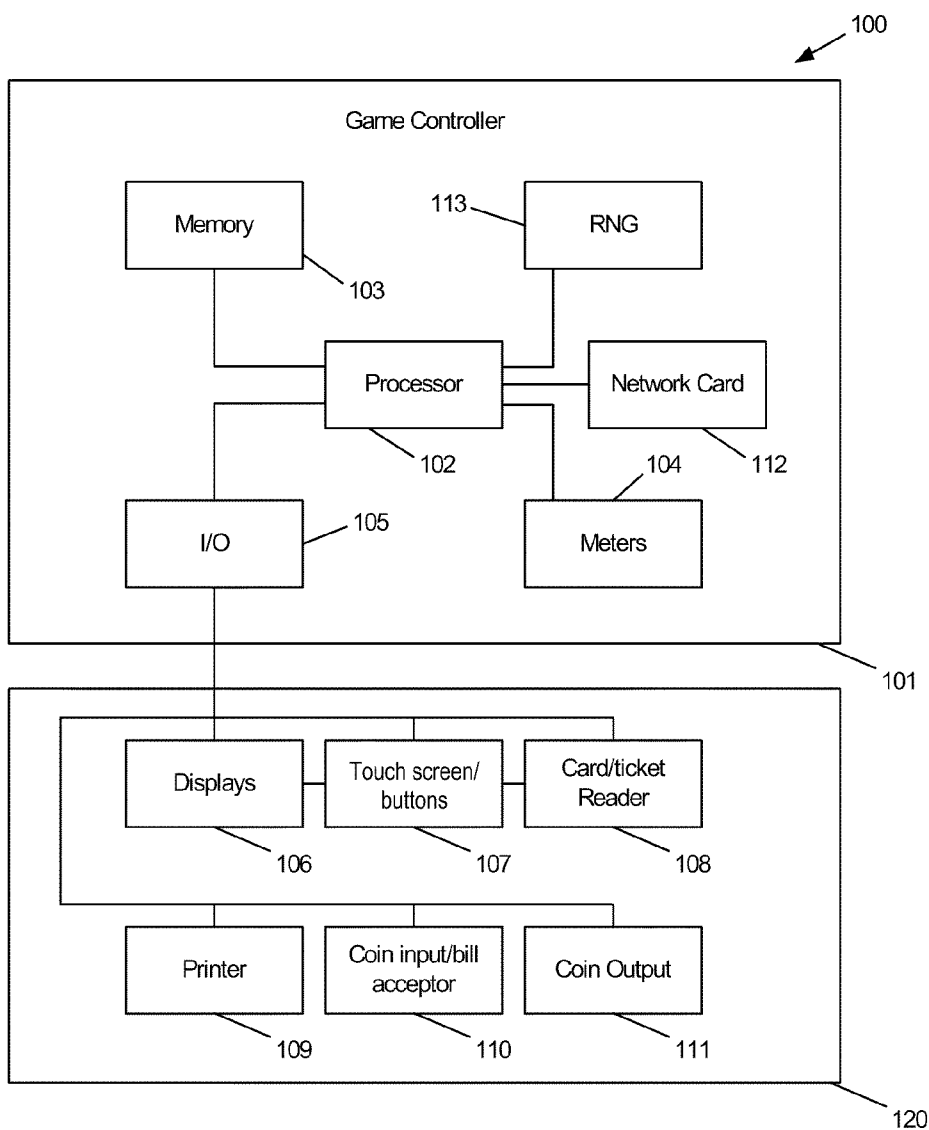 100
Game Controller
Memory
113
RNG
103
Processor
Network Card
102
104
112
I/O
105
Meters
101
Displays
Touch screen/
buttons
Card/ticket
Reader
106
107
108
Printer
Coin input/bill
acceptor
Coin Output
109
110
111
120